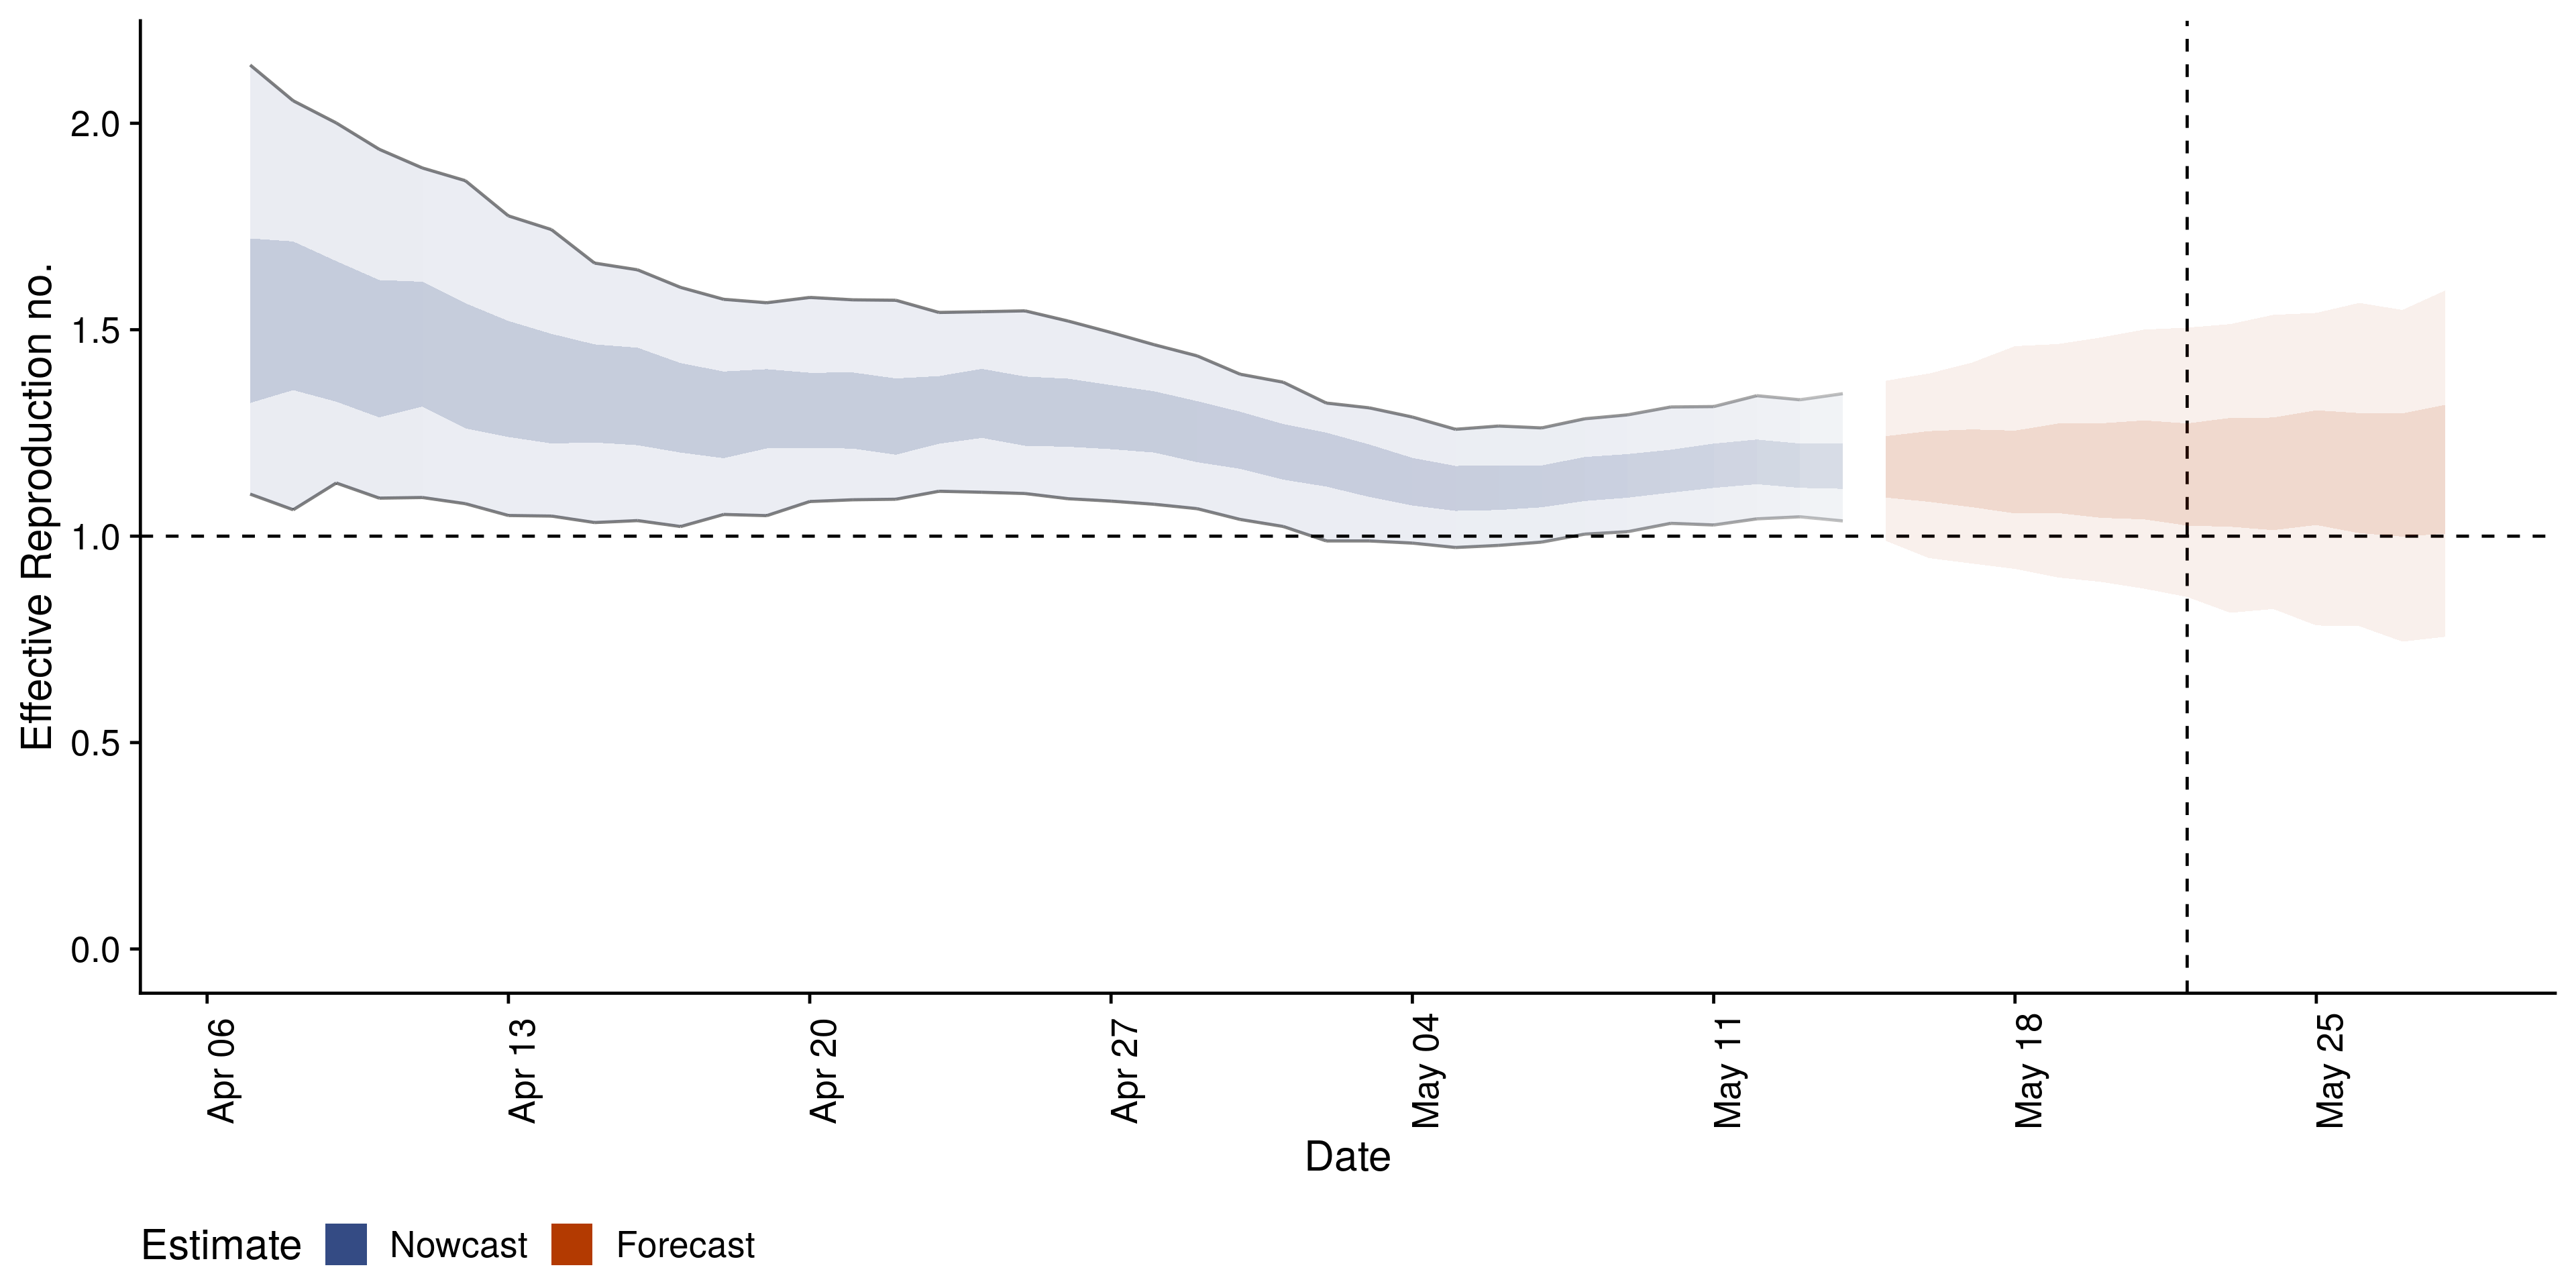 Effective Reproduction no.
2.0
1.5
1.0
0.5
0.0
Apr 06
Apr 13
Apr 20
Apr 27
May 04
May 11
May 18
May 25
Date
Estimate Nowcast Forecast